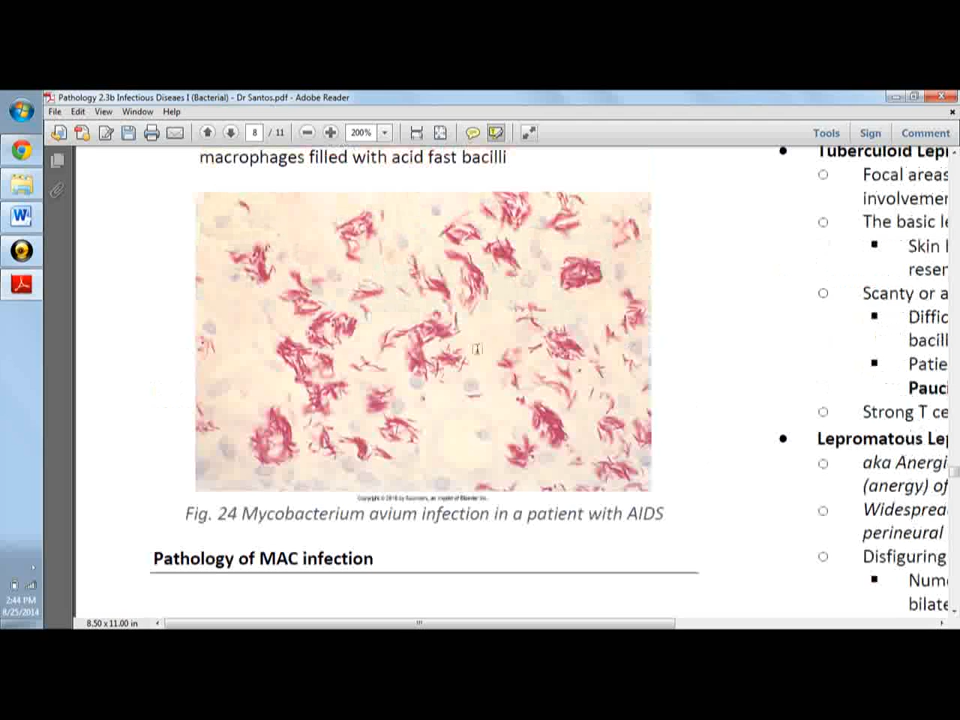 Pathology 2.3b Infectious Diseaes I (Bacterial) - Dr Santos.pdf - Adobe Reader
File Edit View Window Help
8 / 11 200% Tools Sign Comment
macrophages filled with acid fast bacilli
Fig. 24 Mycobacterium avium infection in a patient with AIDS
Pathology of MAC infection
Tuberculoid Lep
Focal areas
involvemen
The basic le
Skin l
resen
Scanty or a
Diffic
bacill
Patie
Pauc
Strong T ce
Lepromatous Lep
aka Anergi
(anergy) of
Widesprea
perineural
Disfiguring
Nume
bilate
8.50 x 11.00 in
2:44 PM
8/25/2014